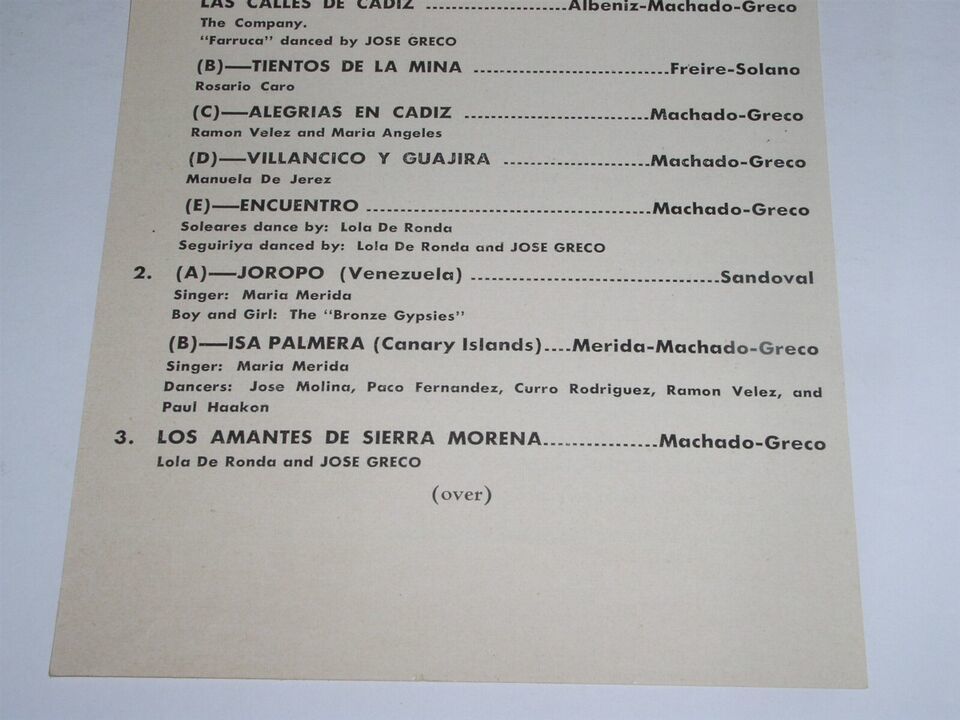 LAS CALLES DE CADIZ ........................Albeniz-Machado-Greco
The Company.
"Farruca" danced by JOSE GRECO
(B)—TIENTOS DE LA MINA ................................Freire-Solano
Rosario Caro
(C)—ALEGRIAS EN CADIZ ..............................Machado-Greco
Ramon Velez and Maria Angeles
(D)—VILLANCICO Y GUAJIRA ........................Machado-Greco
Manuela De Jerez
(E)—ENCUENTRO ...............................................Machado-Greco
Soleares dance by: Lola De Ronda
Seguiriya danced by: Lola De Ronda and JOSE GRECO
2. (A)—JOROPO (Venezuela) .........................................Sandoval
Singer: Maria Merida
Boy and Girl: The "Bronze Gypsies"
(B)—ISA PALMERA (Canary Islands)....Merida-Machado-Greco
Singer: Maria Merida
Dancers: Jose Molina, Paco Fernandez, Curro Rodriguez, Ramon Velez, and
Paul Haakon
3. LOS AMANTES DE SIERRA MORENA...................Machado-Greco
Lola De Ronda and JOSE GRECO
(over)